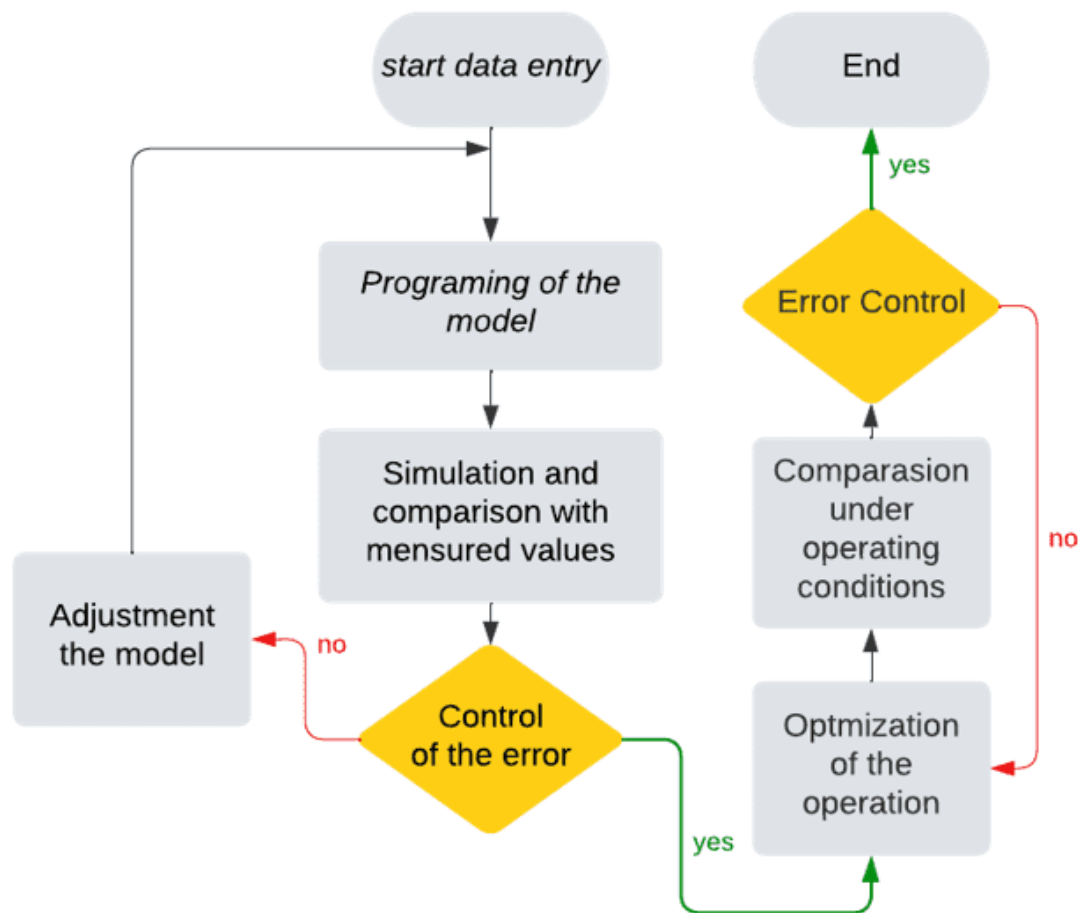 start data entry
Programing of the
model
Simulation and
comparison with
mensured values
Adjustment
the model
no
Control
of the error
yes
End
yes
Error Control
no
Comparasion
under
operating
conditions
Optmization
of the
operation